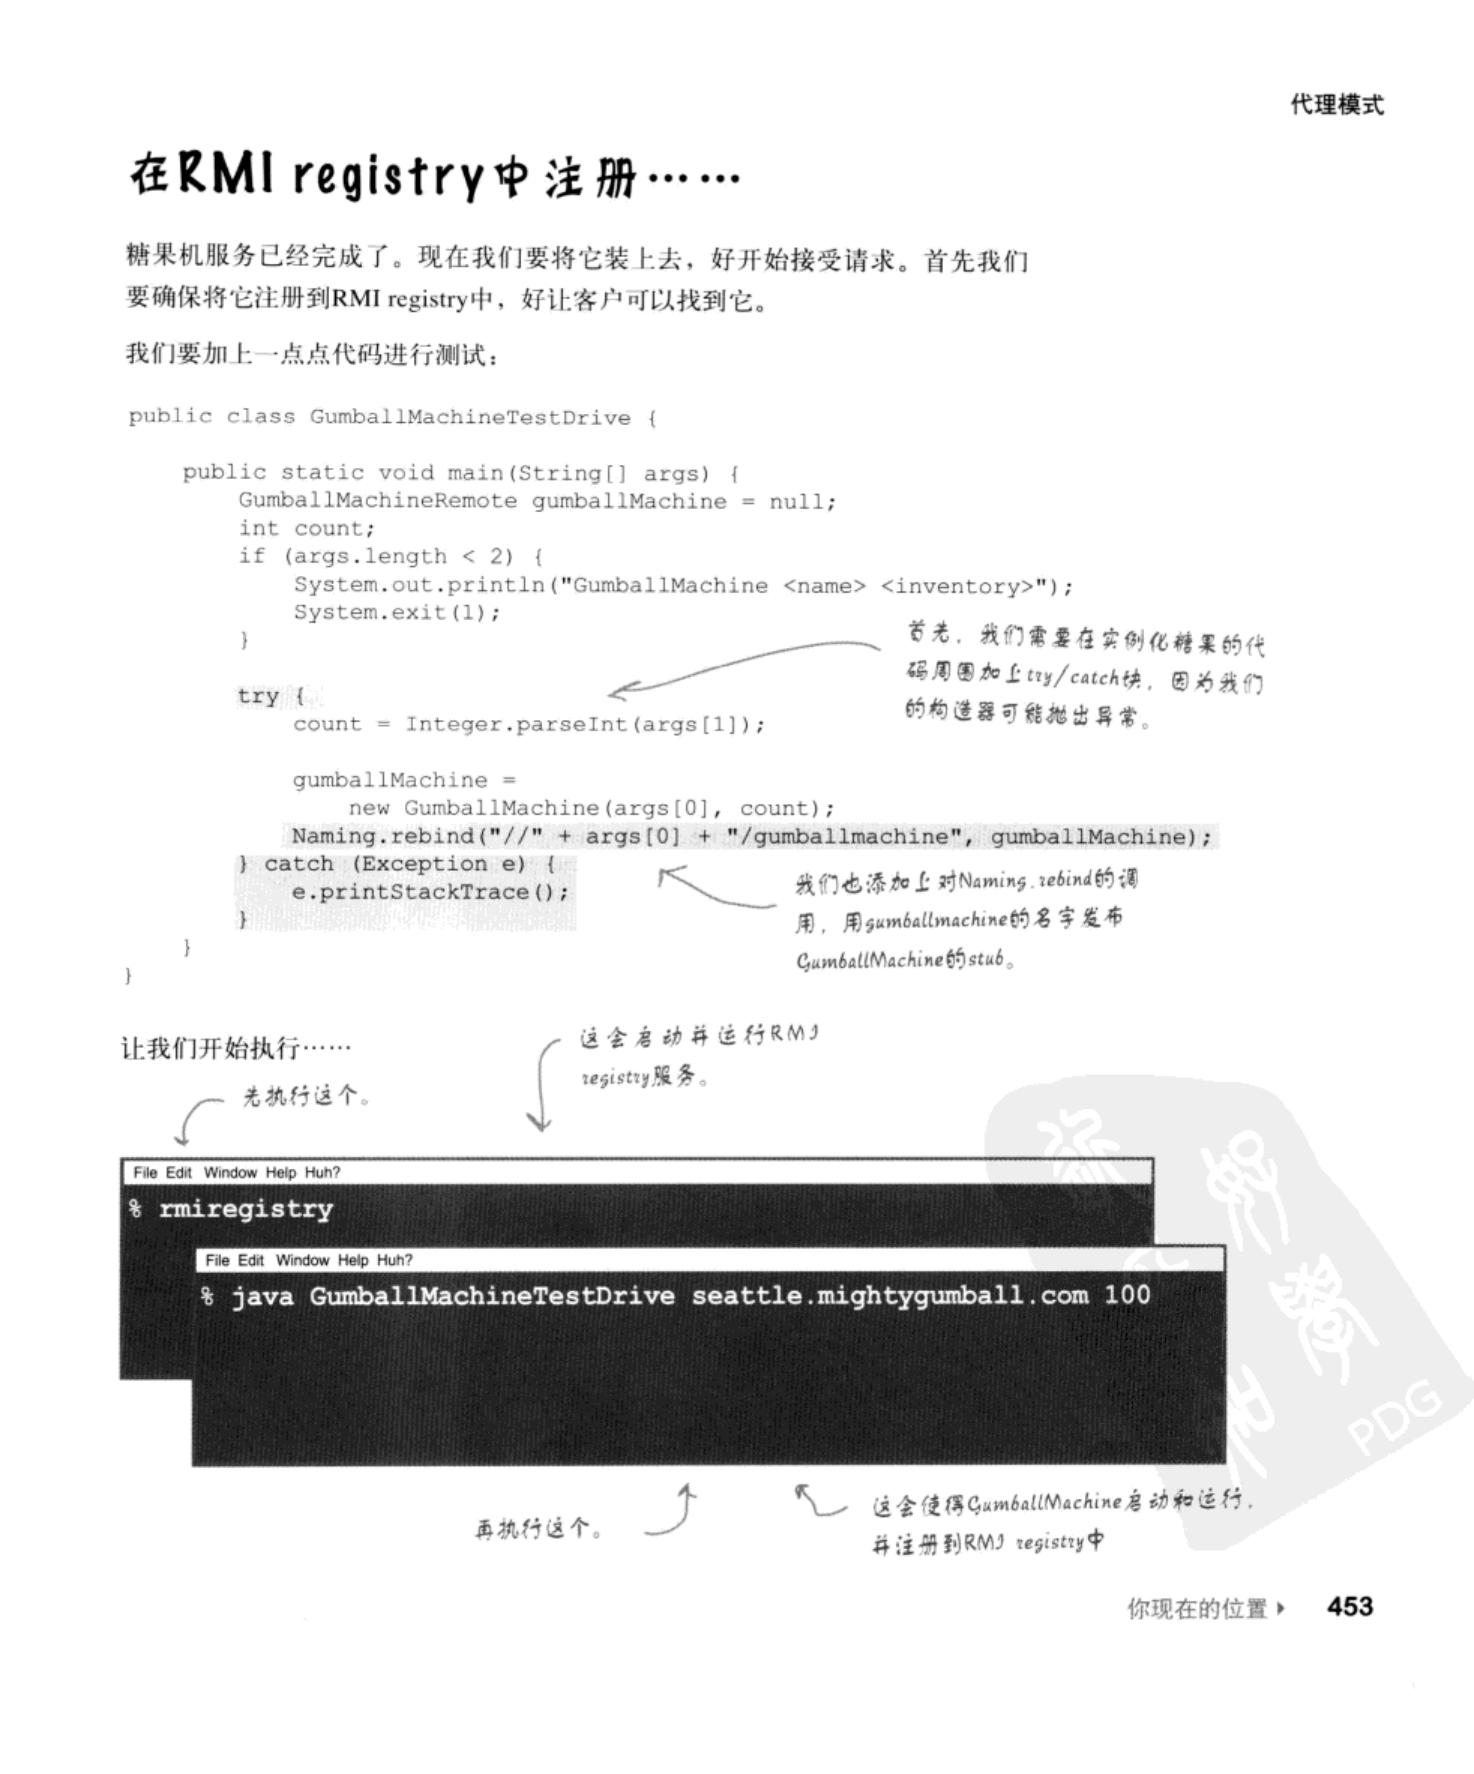 代理模式
在RMI registry中注册……
糖果机服务已经完成了。现在我们要将它装上去，好开始接受请求。首先我们
要确保将它注册到RMI registry中，好让客户可以找到它。
我们要加上一点点代码进行测试：
public class GumballMachineTestDrive {
public static void main(String[] args) {
GumballMachineRemote gumballMachine = null;
int count;
if (args.length < 2) {
System.out.println("GumballMachine <name> <inventory>");
System.exit(1);
}
首先，我们需要在实例化糖果的代
码周围加上try/catch块，因为我们
的构造器可能抛出异常。
try {
count = Integer.parseInt(args[1]);
gumballMachine =
new GumballMachine(args[0], count);
Naming.rebind("//" + args[0] + "/gumballmachine", gumballMachine);
} catch (Exception e) {
e.printStackTrace();
}
}
}
我们也添加上对Naming.rebind的调
用，用gumballmachine的名字发布
GumballMachine的stub。
让我们开始执行……
先执行这个。
这会启动并运行RMI
registry服务。
File Edit Window Help Huh?
% rmiregistry
File Edit Window Help Huh?
% java GumballMachineTestDrive seattle.mightygumball.com 100
再执行这个。
这会使得GumballMachine启动和运行，
并注册到RMI registry中
PDG
你现在的位置 453